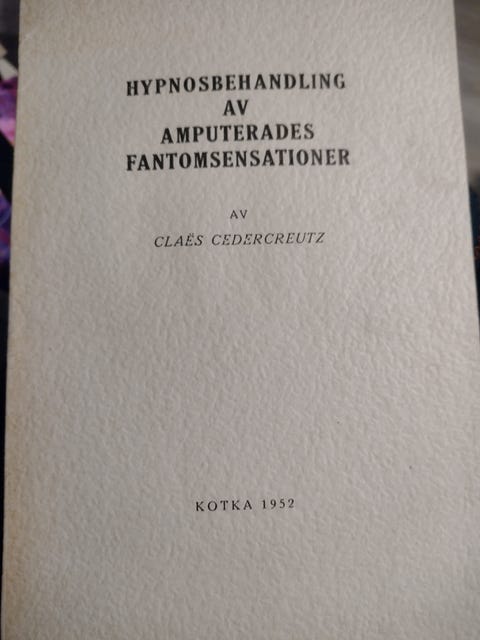 HYPNOSBEHANDLING
AV
AMPUTERADES
FANTOMSENSATIONER
AV
CLAËS CEDERCREUTZ
KOTKA 1952